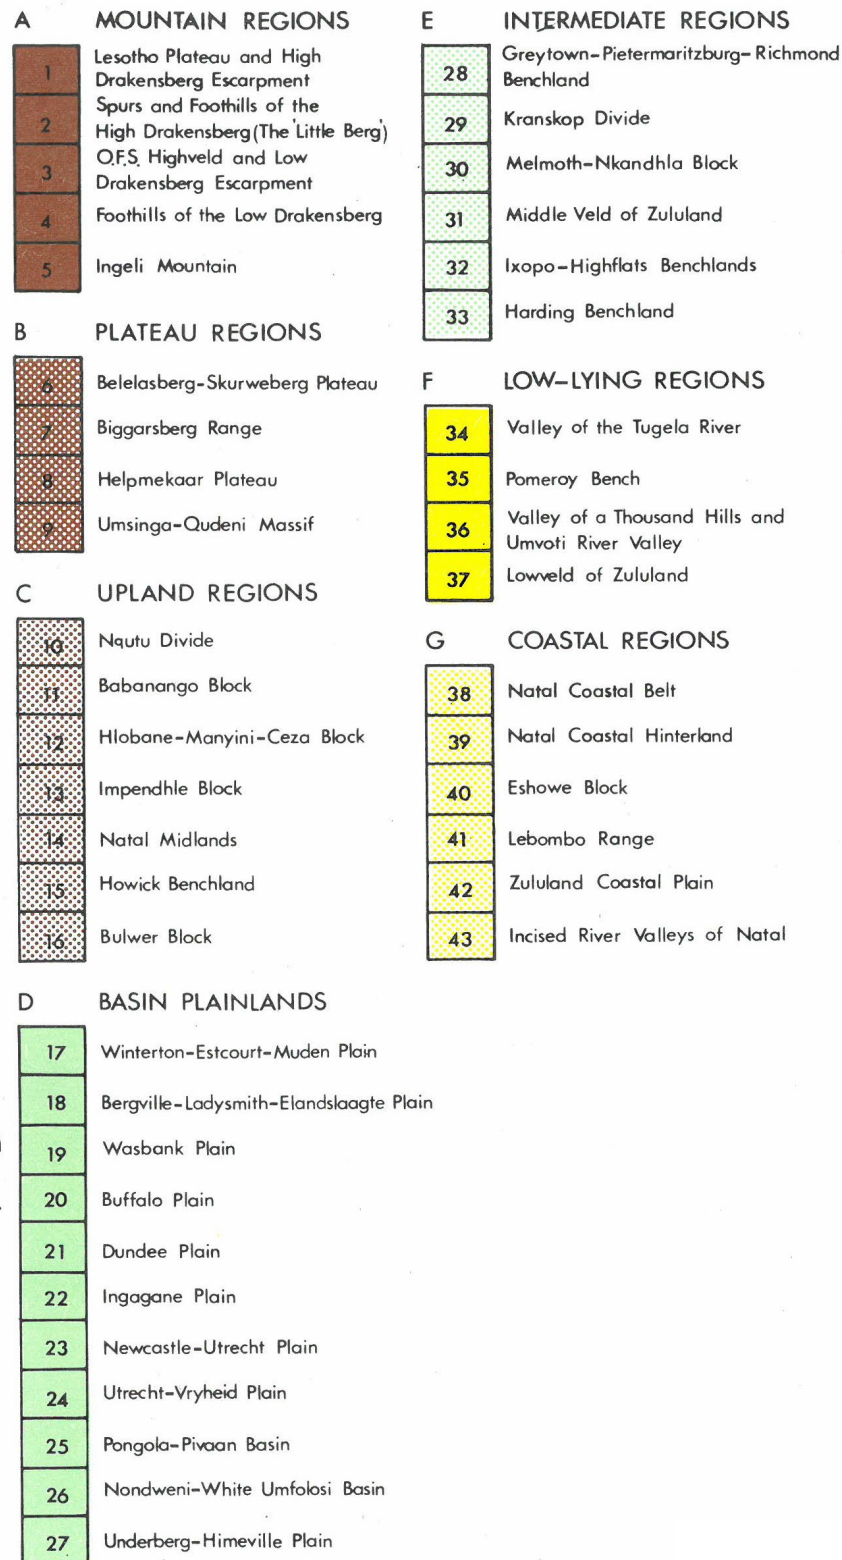 A MOUNTAIN REGIONS
1 Lesotho Plateau and High
Drakensberg Escarpment
2 Spurs and Foothills of the
High Drakensberg (The 'Little Berg')
3 O.F.S. Highveld and Low
Drakensberg Escarpment
4 Foothills of the Low Drakensberg
5 Ingeli Mountain
B PLATEAU REGIONS
6 Belelasberg-Skurweberg Plateau
7 Biggarsberg Range
8 Helpmekaar Plateau
9 Umsinga-Qudeni Massif
C UPLAND REGIONS
10 Nqutu Divide
11 Babanango Block
12 Hlobane-Manyini-Ceza Block
13 Impendhle Block
14 Natal Midlands
15 Howick Benchland
16 Bulwer Block
D BASIN PLAINLANDS
17 Winterton-Estcourt-Muden Plain
18 Bergville-Ladysmith-Elandslaagte Plain
19 Wasbank Plain
20 Buffalo Plain
21 Dundee Plain
22 Ingagane Plain
23 Newcastle-Utrecht Plain
24 Utrecht-Vryheid Plain
25 Pongola-Pivaan Basin
26 Nondweni-White Umfolosi Basin
27 Underberg-Himeville Plain
E INTERMEDIATE REGIONS
28 Greytown-Pietermaritzburg-Richmond
Benchland
29 Kranskop Divide
30 Melmoth-Nkandhla Block
31 Middle Veld of Zululand
32 Ixopo-Highflats Benchlands
33 Harding Benchland
F LOW-LYING REGIONS
34 Valley of the Tugela River
35 Pomeroy Bench
36 Valley of a Thousand Hills and
Umvoti River Valley
37 Lowveld of Zululand
G COASTAL REGIONS
38 Natal Coastal Belt
39 Natal Coastal Hinterland
40 Eshowe Block
41 Lebombo Range
42 Zululand Coastal Plain
43 Incised River Valleys of Natal